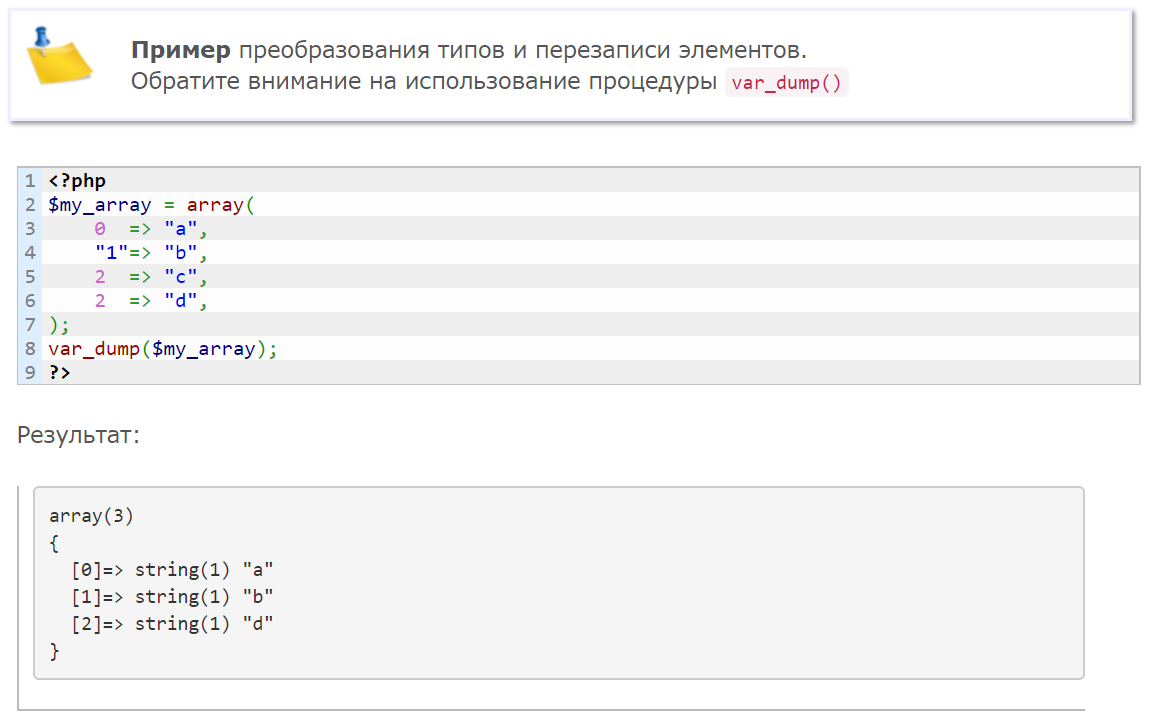 Пример преобразования типов и перезаписи элементов.
Обратите внимание на использование процедуры var_dump()
1 <?php
2 $my_array = array(
3     0  => "a",
4     "1"=> "b",
5     2  => "c",
6     2  => "d",
7 );
8 var_dump($my_array);
9 ?>
Результат:
array(3)
{
  [0]=> string(1) "a"
  [1]=> string(1) "b"
  [2]=> string(1) "d"
}